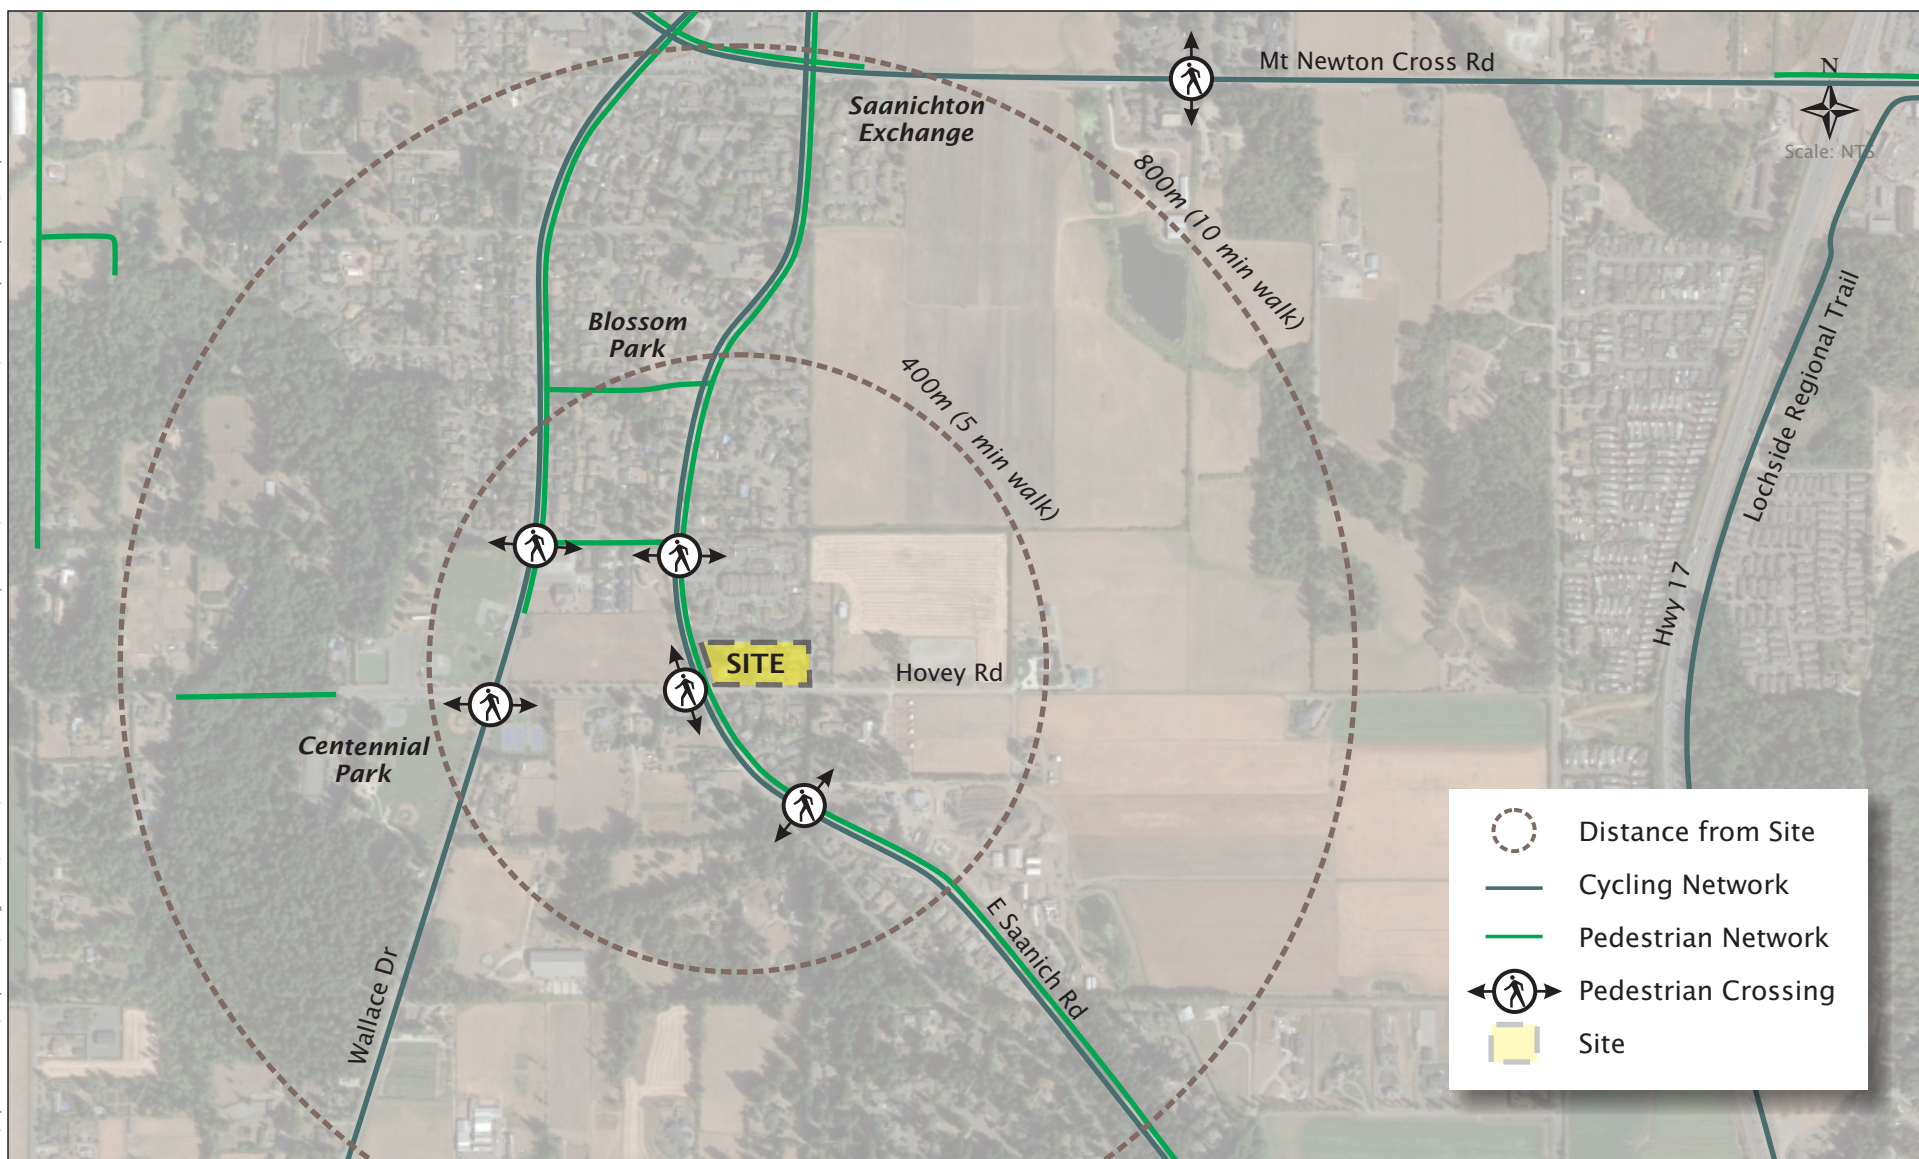 Mt Newton Cross Rd
N
Scale: NTS
Saanichton
Exchange
800m (10 min walk)
Blossom
Park
400m (5 min walk)
Lochside Regional Trail
Hwy 17
SITE
Hovey Rd
Centennial
Park
E Saanich Rd
Wallace Dr
Distance from Site
Cycling Network
Pedestrian Network
Pedestrian Crossing
Site